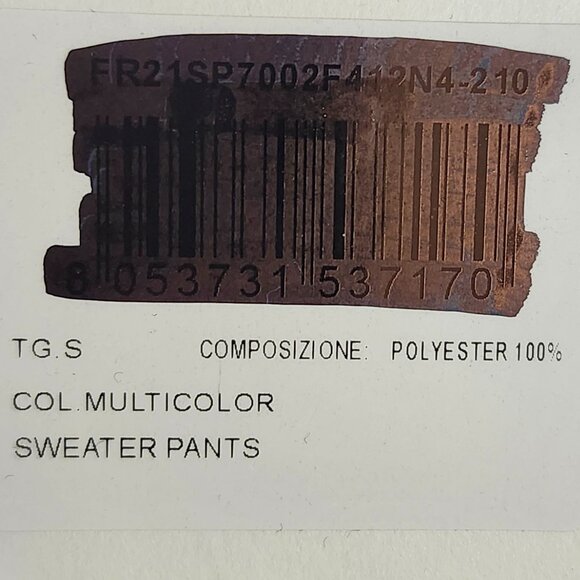 FR21SP7002F412N4-210
8 053731 537170
TG.S COMPOSIZIONE: POLYESTER 100%
COL.MULTICOLOR
SWEATER PANTS